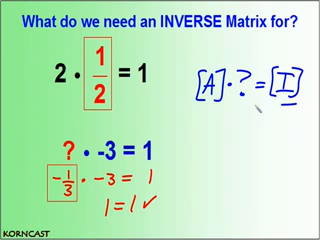 What do we need an INVERSE Matrix for?
2 • 1/2 = 1
[A] • ? = [I]
? • -3 = 1
-1/3 • -3 = 1
1 = 1 ✓
KORNCAST